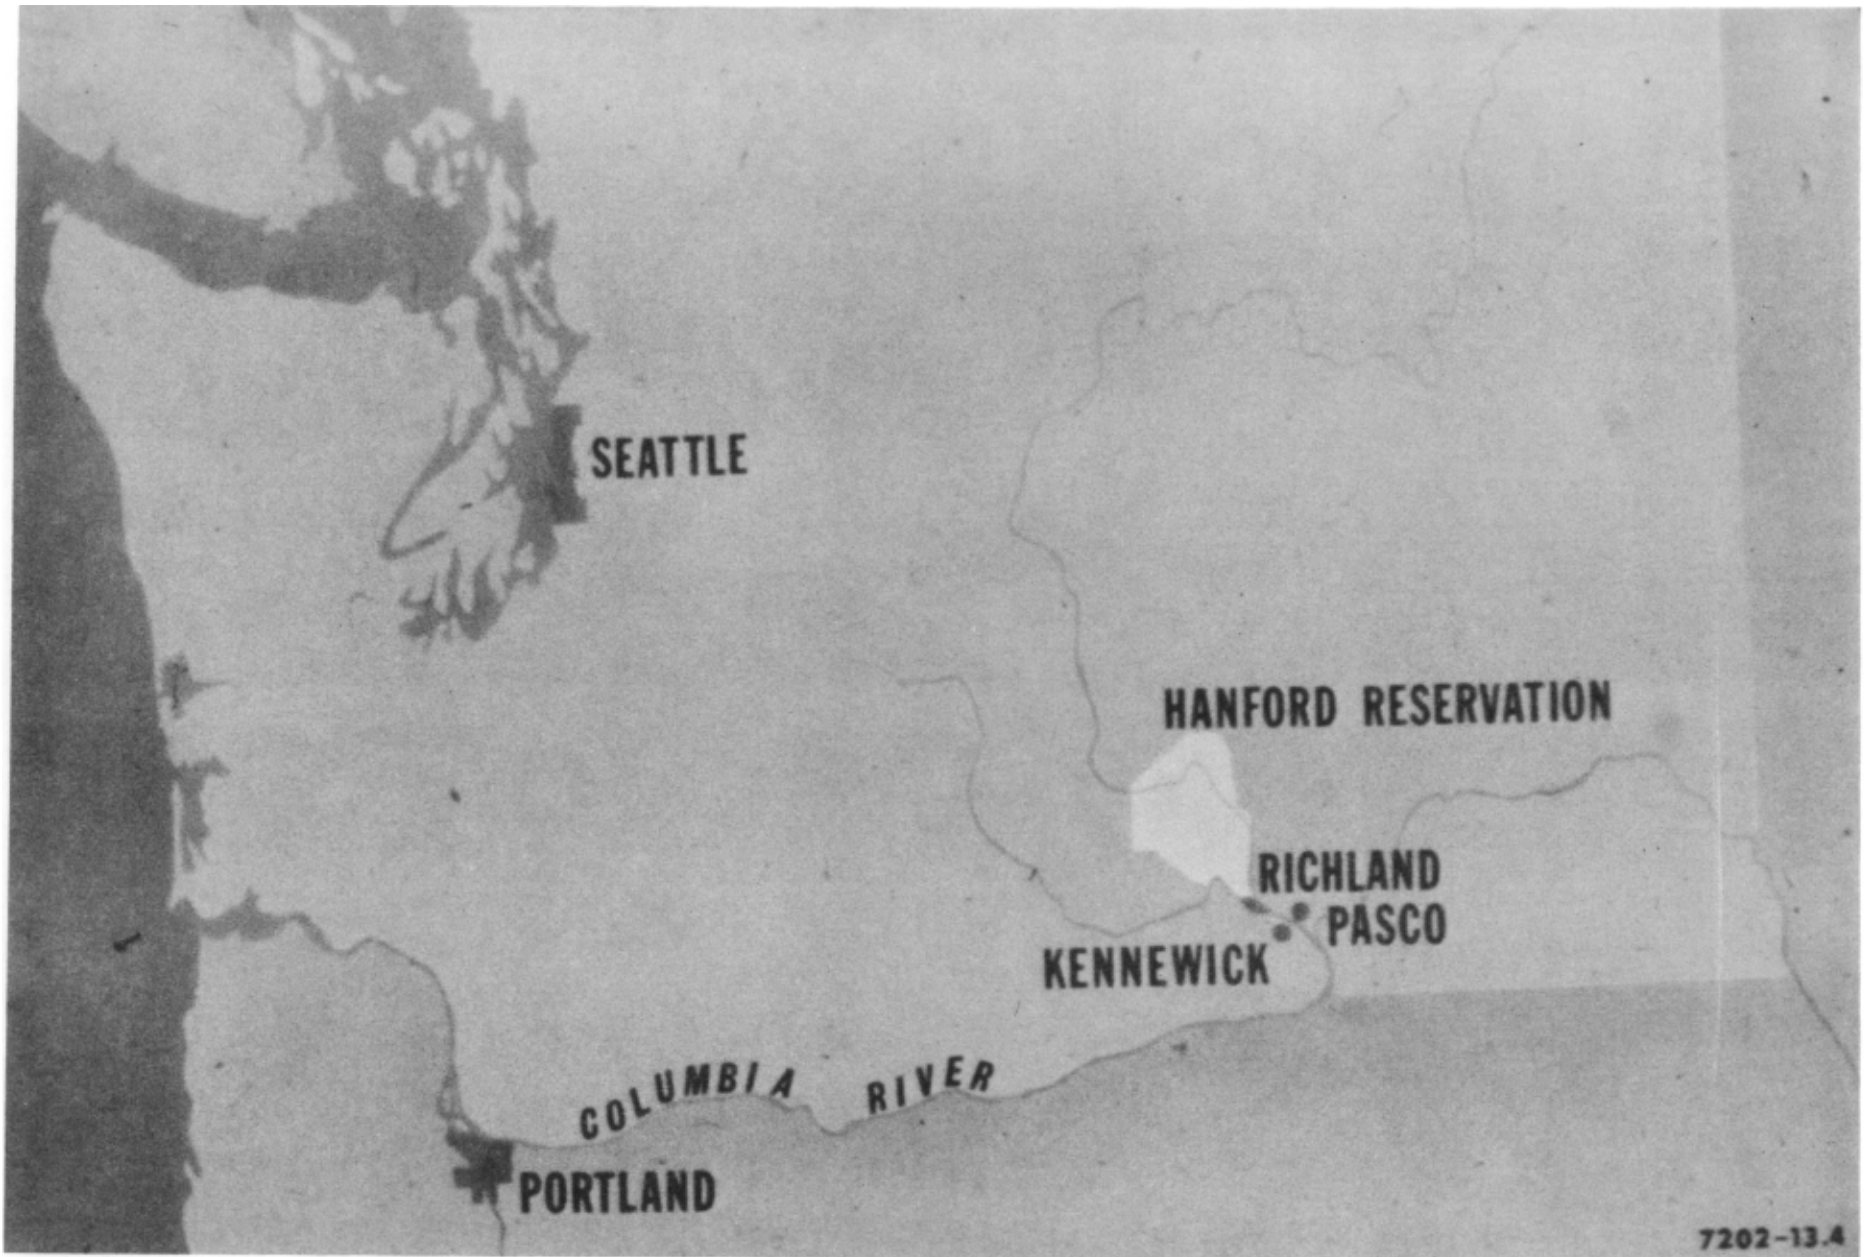 SEATTLE
HANFORD RESERVATION
RICHLAND
PASCO
KENNEWICK
COLUMBIA RIVER
PORTLAND
7202-13.4